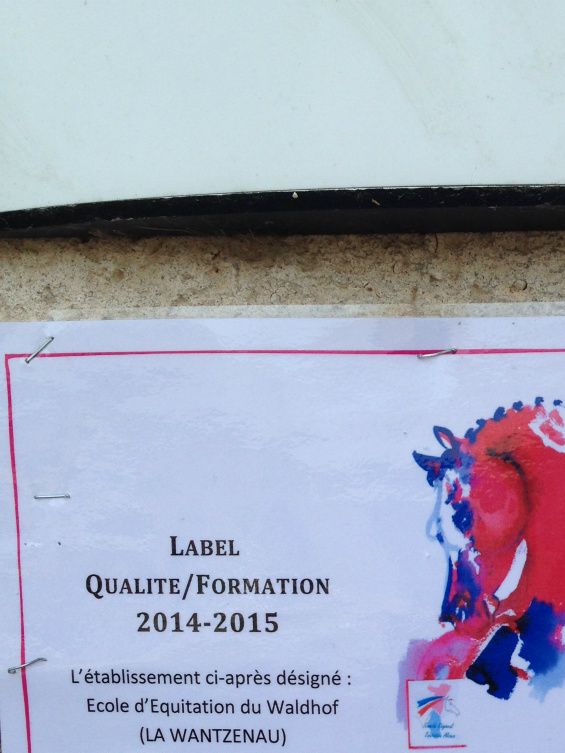 LABEL
QUALITE/FORMATION
2014-2015
L'établissement ci-après désigné :
Ecole d'Equitation du Waldhof
(LA WANTZENAU)